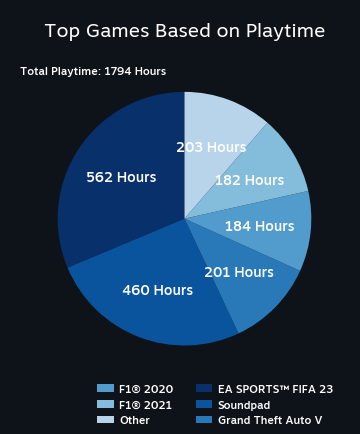 Top Games Based on Playtime
Total Playtime: 1794 Hours
203 Hours
562 Hours
182 Hours
184 Hours
201 Hours
460 Hours
F1® 2020
EA SPORTS™ FIFA 23
F1® 2021
Soundpad
Other
Grand Theft Auto V